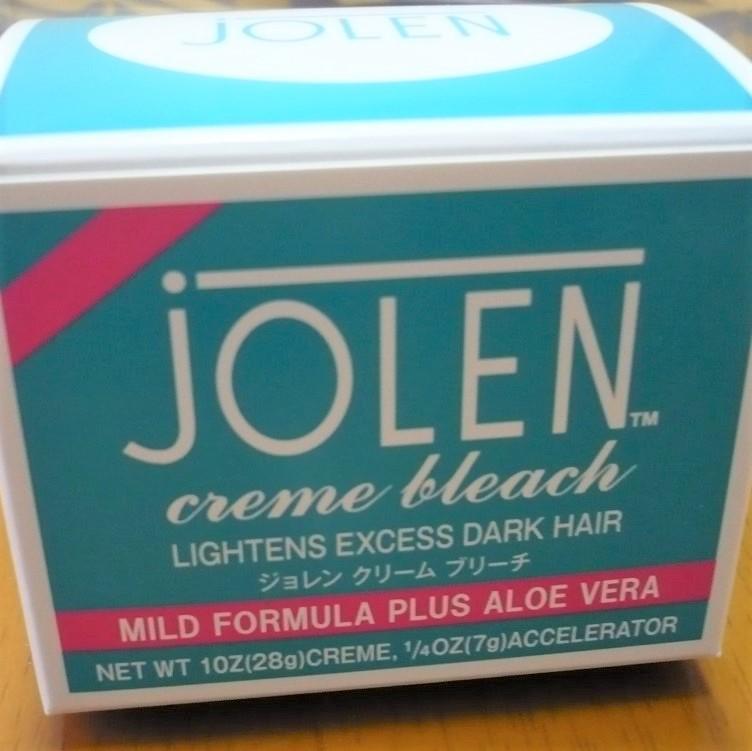 JOLEN
jOLEN™
creme bleach
LIGHTENS EXCESS DARK HAIR
ジョレン クリーム ブリーチ
MILD FORMULA PLUS ALOE VERA
NET WT 1OZ(28g)CREME, 1/4OZ(7g)ACCELERATOR